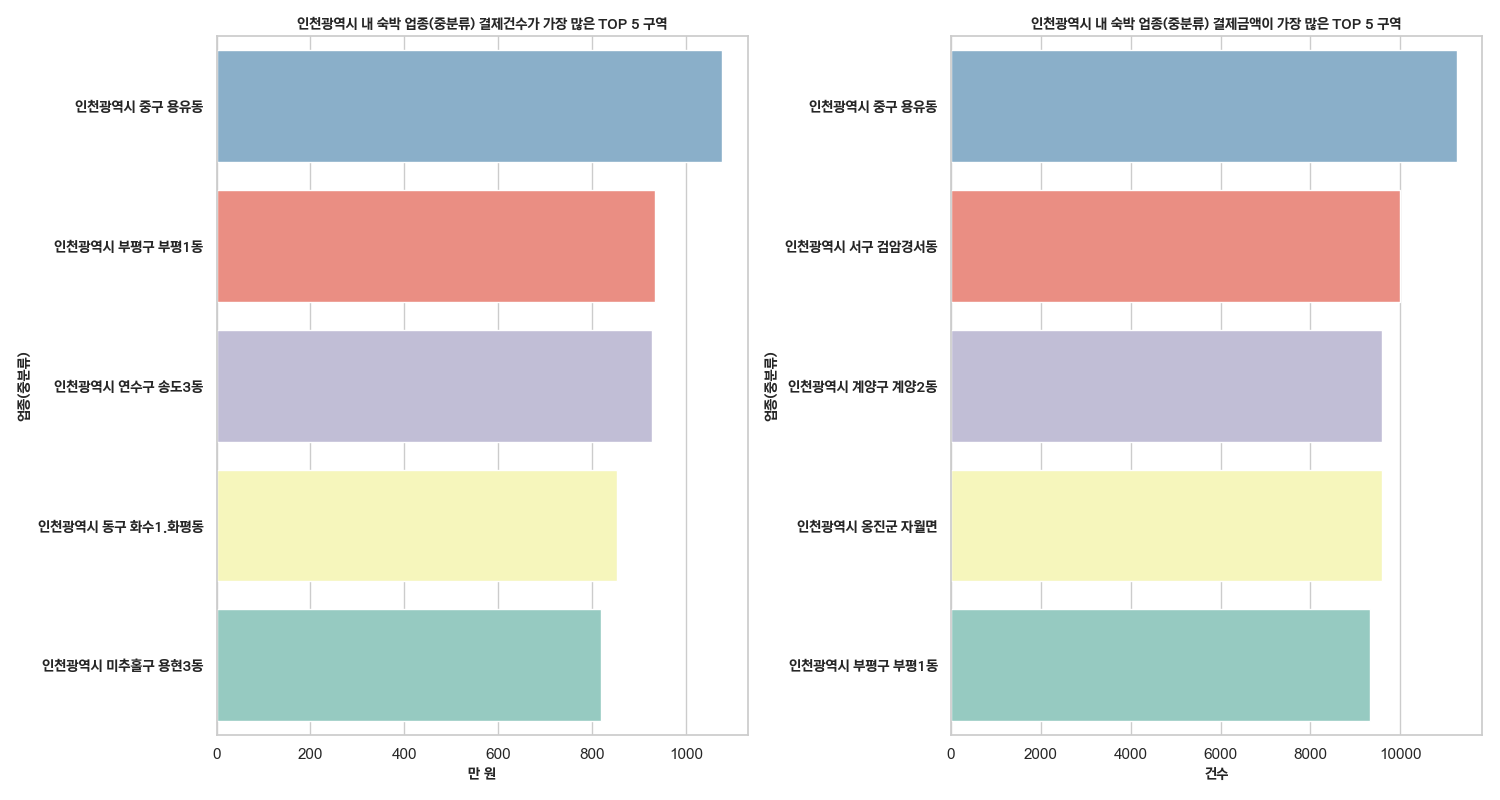 인천광역시 내 숙박 업종(중분류) 결제건수가 가장 많은 TOP 5 구역
인천광역시 중구 용유동
인천광역시 부평구 부평1동
인천광역시 연수구 송도3동
인천광역시 동구 화수1.화평동
인천광역시 미추홀구 용현3동
업종(중분류)
0 200 400 600 800 1000
만 원
인천광역시 내 숙박 업종(중분류) 결제금액이 가장 많은 TOP 5 구역
인천광역시 중구 용유동
인천광역시 서구 검암경서동
인천광역시 계양구 계양2동
인천광역시 옹진군 자월면
인천광역시 부평구 부평1동
업종(중분류)
0 2000 4000 6000 8000 10000
건수